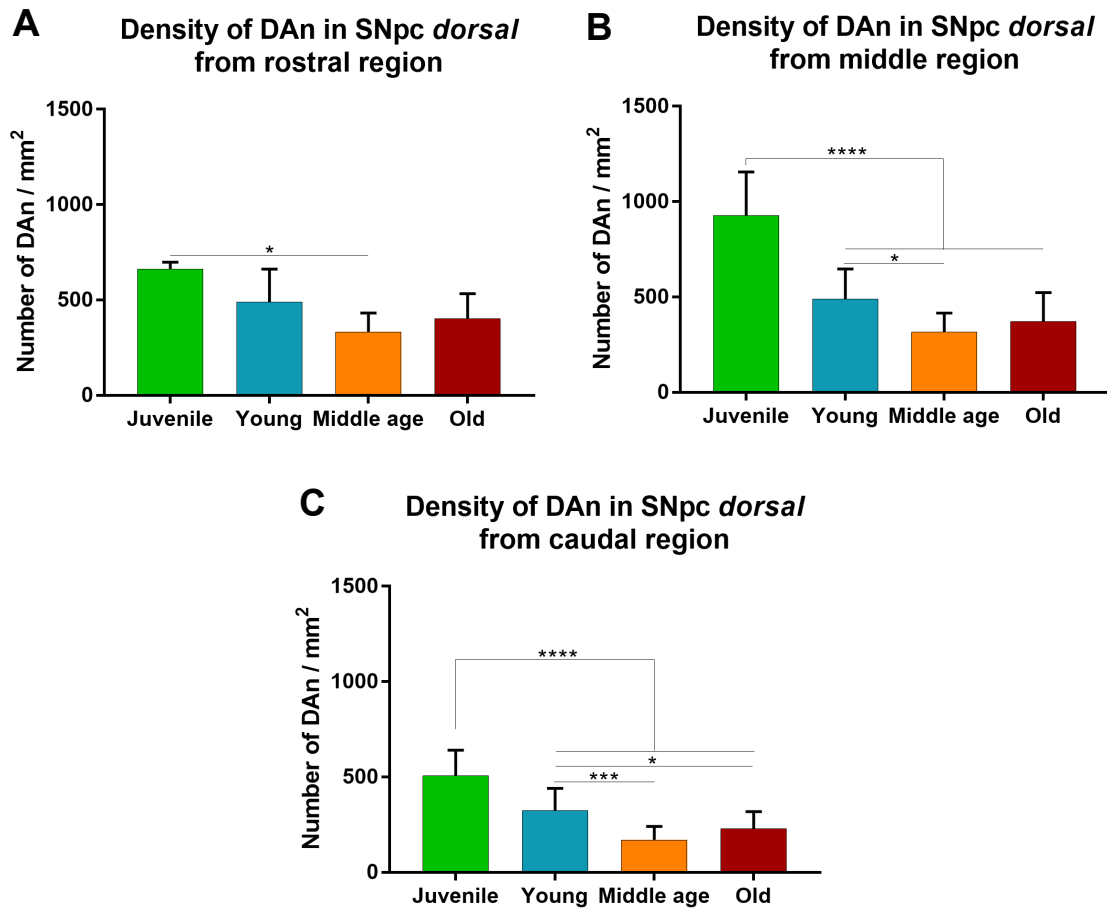 A
Density of DAn in SNpc dorsal
from rostral region
Number of DAn / mm²
1500
1000
500
0
*
Juvenile Young Middle age Old
B
Density of DAn in SNpc dorsal
from middle region
Number of DAn / mm²
1500
1000
500
0
****
*
Juvenile Young Middle age Old
C
Density of DAn in SNpc dorsal
from caudal region
Number of DAn / mm²
1500
1000
500
0
****
*
***
Juvenile Young Middle age Old